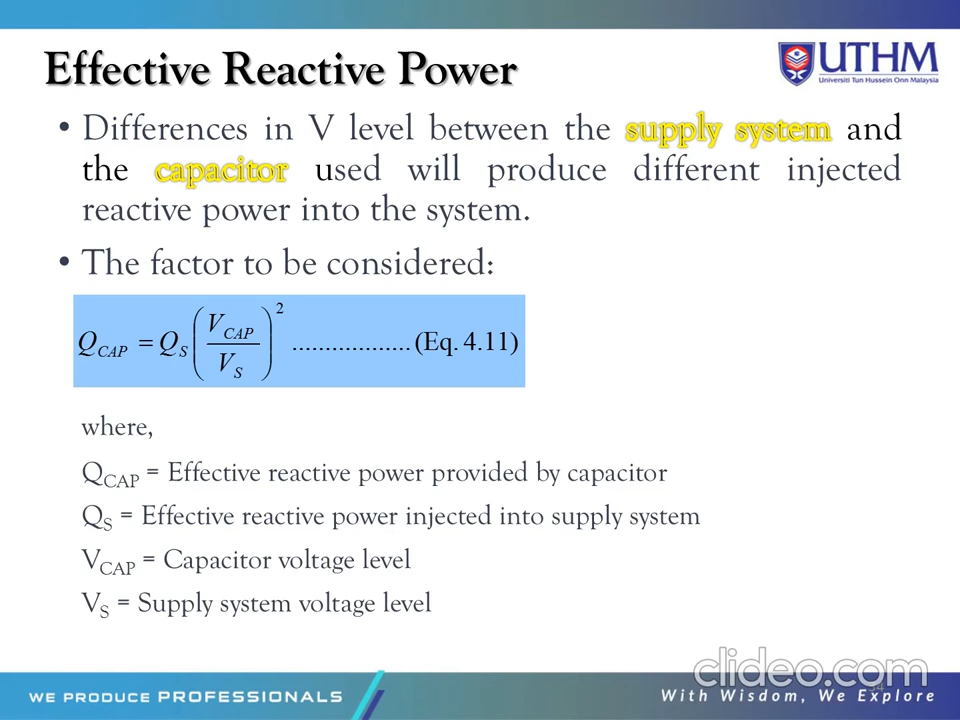 Effective Reactive Power
UTHM
Universiti Tun Hussein Onn Malaysia
• Differences in V level between the supply system and
the capacitor used will produce different injected
reactive power into the system.
• The factor to be considered:
Q_CAP = Q_S (V_CAP / V_S)^2 .................. (Eq. 4.11)
where,
Q_CAP = Effective reactive power provided by capacitor
Q_S = Effective reactive power injected into supply system
V_CAP = Capacitor voltage level
V_S = Supply system voltage level
clideo.com
34
WE PRODUCE PROFESSIONALS
With Wisdom, We Explore